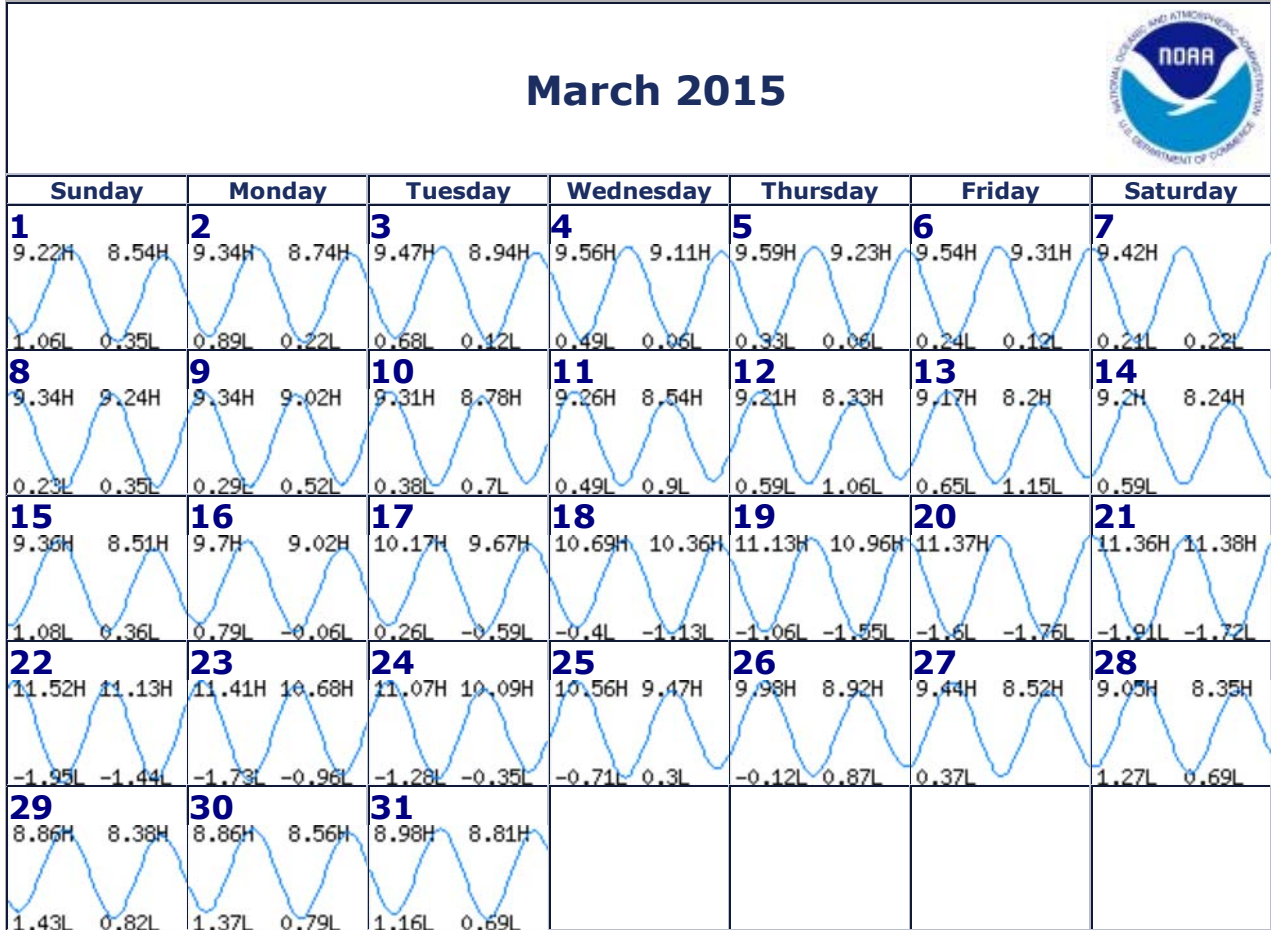 March 2015
NATIONAL OCEANIC AND ATMOSPHERIC ADMINISTRATION
NOAA
U.S. DEPARTMENT OF COMMERCE
Sunday Monday Tuesday Wednesday Thursday Friday Saturday
1 2 3 4 5 6 7
9.22H 8.54H 9.34H 8.74H 9.47H 8.94H 9.56H 9.11H 9.59H 9.23H 9.54H 9.31H 9.42H
1.06L 0.35L 0.89L 0.22L 0.68L 0.12L 0.49L 0.06L 0.33L 0.06L 0.24L 0.12L 0.21L 0.22L
8 9 10 11 12 13 14
9.34H 9.24H 9.34H 9.02H 9.31H 8.78H 9.26H 8.54H 9.21H 8.33H 9.17H 8.2H 9.2H 8.24H
0.23L 0.35L 0.29L 0.52L 0.38L 0.7L 0.49L 0.9L 0.59L 1.06L 0.65L 1.15L 0.59L
15 16 17 18 19 20 21
9.36H 8.51H 9.7H 9.02H 10.17H 9.67H 10.69H 10.36H 11.13H 10.96H 11.37H 11.36H 11.38H
1.08L 0.36L 0.79L -0.06L 0.26L -0.59L -0.4L -1.13L -1.06L -1.55L -1.6L -1.76L -1.91L -1.72L
22 23 24 25 26 27 28
11.52H 11.13H 11.41H 10.68H 11.07H 10.09H 10.56H 9.47H 9.98H 8.92H 9.44H 8.52H 9.05H 8.35H
-1.95L -1.44L -1.73L -0.96L -1.28L -0.35L -0.71L 0.3L -0.12L 0.87L 0.37L 1.27L 0.69L
29 30 31
8.86H 8.38H 8.86H 8.56H 8.98H 8.81H
1.43L 0.82L 1.37L 0.79L 1.16L 0.69L